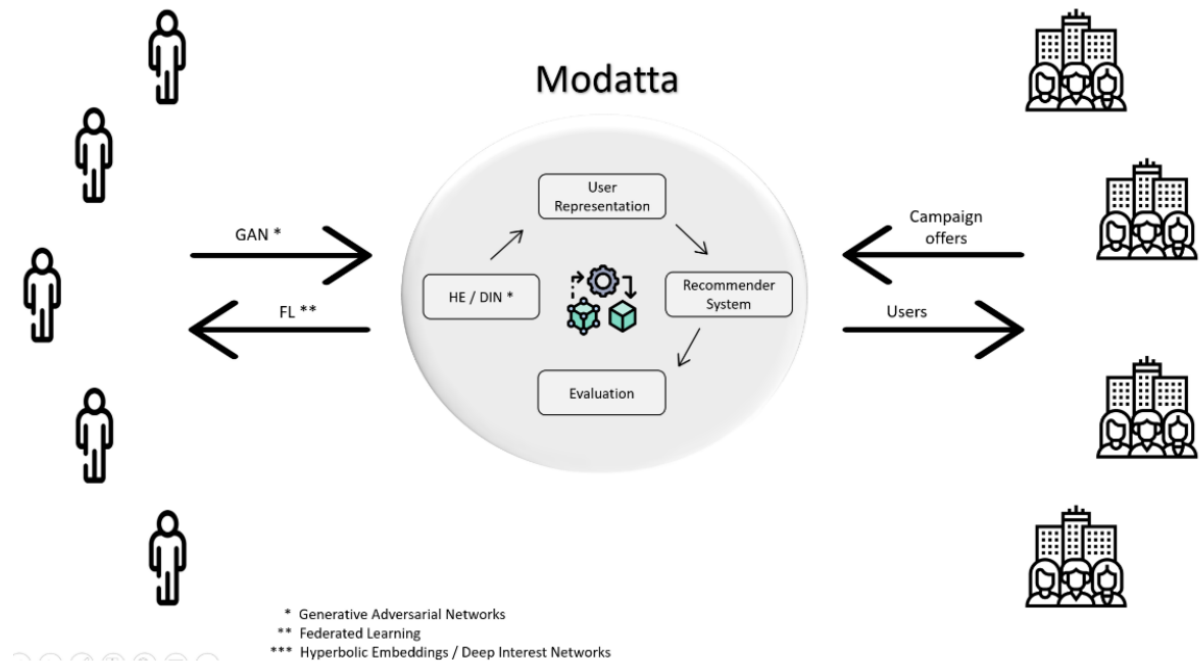 Modatta
User
Representation
GAN *
Campaign
offers
HE / DIN *
Recommender
System
FL **
Users
Evaluation
* Generative Adversarial Networks
** Federated Learning
*** Hyperbolic Embeddings / Deep Interest Networks